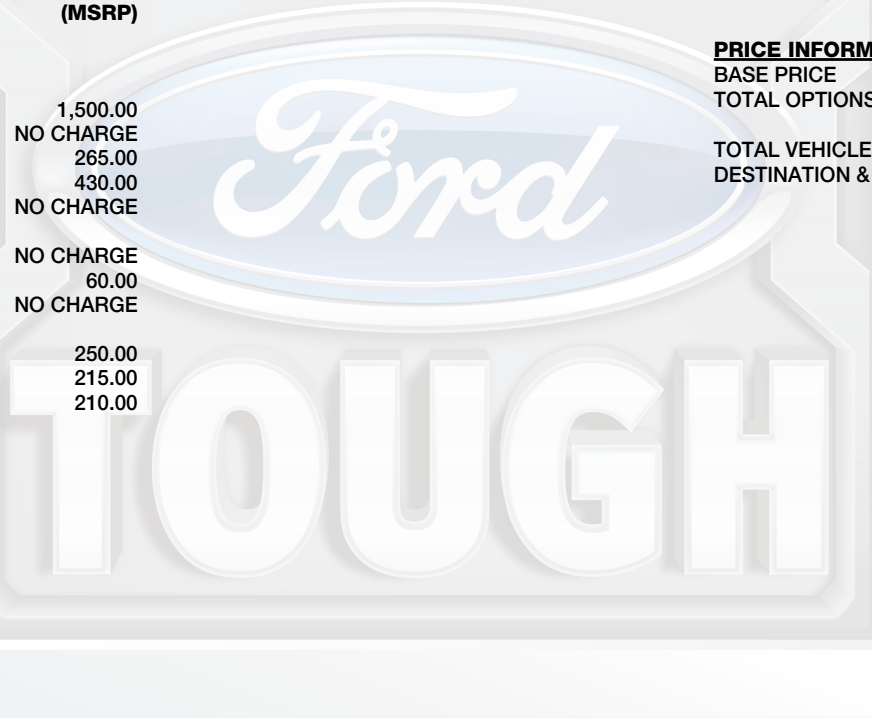 (MSRP)
1,500.00
NO CHARGE
265.00
430.00
NO CHARGE
NO CHARGE
60.00
NO CHARGE
250.00
215.00
210.00
PRICE INFORM
BASE PRICE
TOTAL OPTIONS
TOTAL VEHICLE
DESTINATION &
Ford
TOUGH